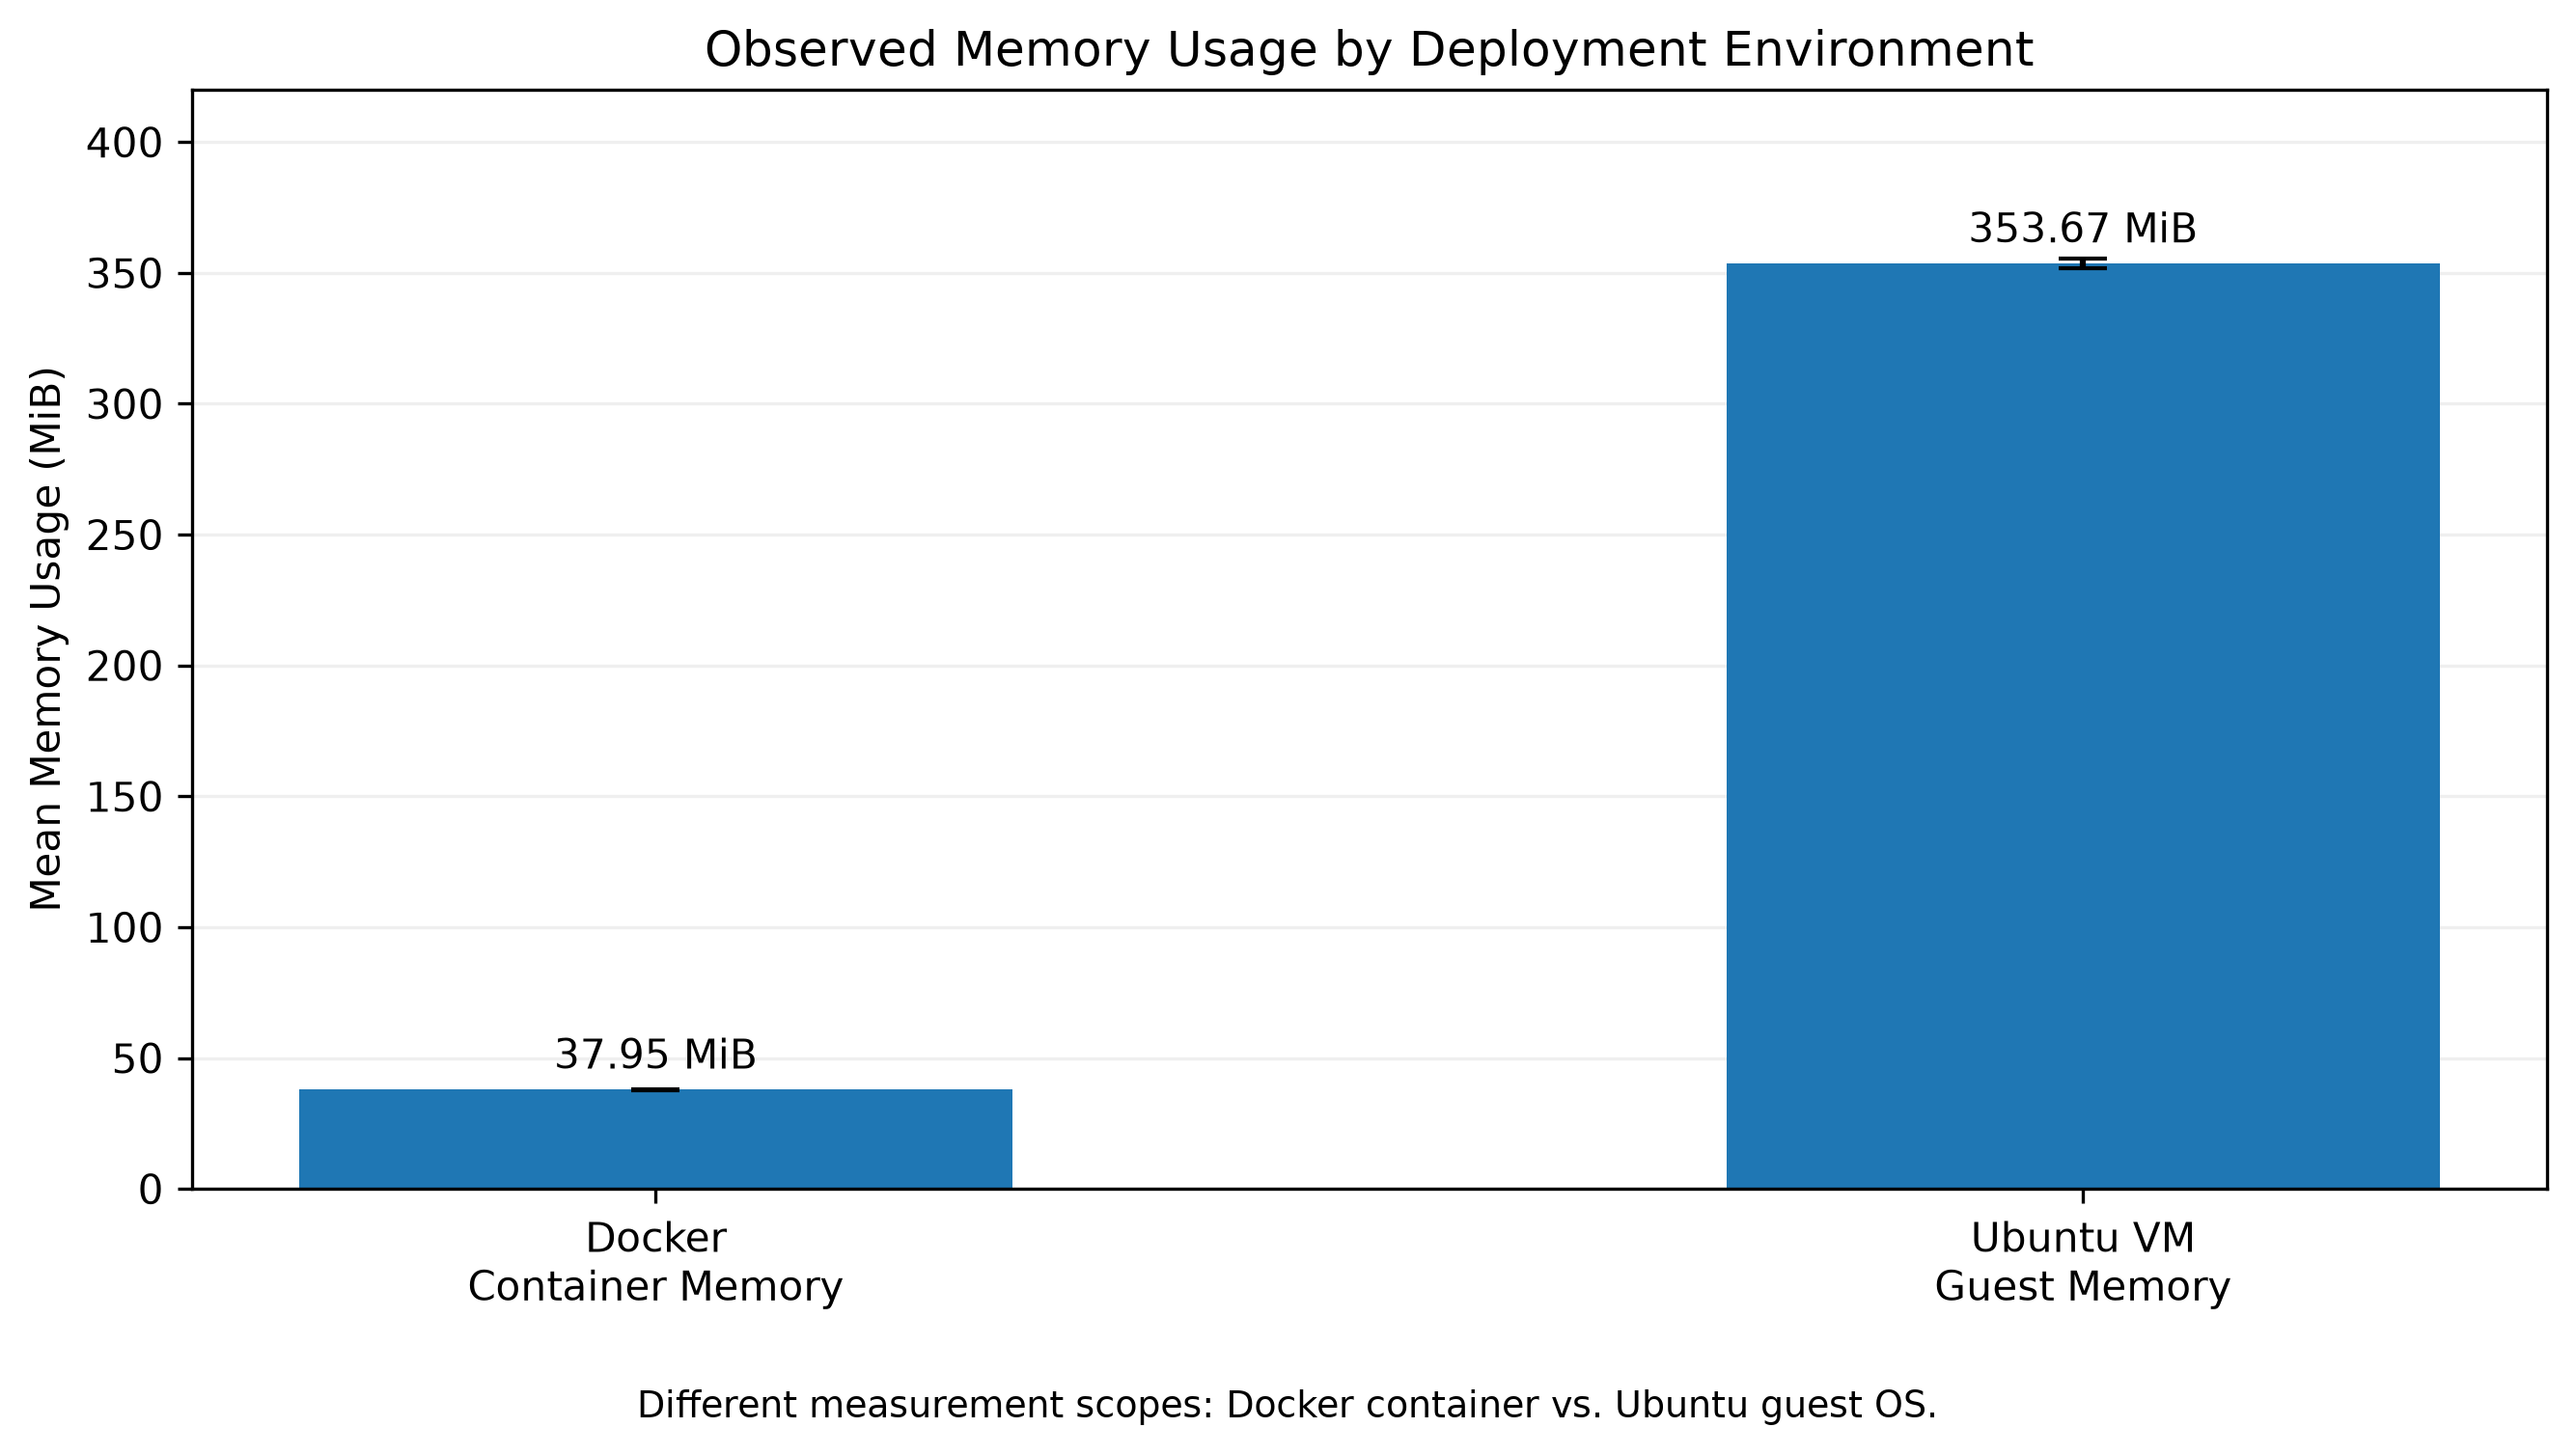 Observed Memory Usage by Deployment Environment
Mean Memory Usage (MiB)
400
350
300
250
200
150
100
50
0
37.95 MiB
353.67 MiB
Docker
Container Memory
Ubuntu VM
Guest Memory
Different measurement scopes: Docker container vs. Ubuntu guest OS.